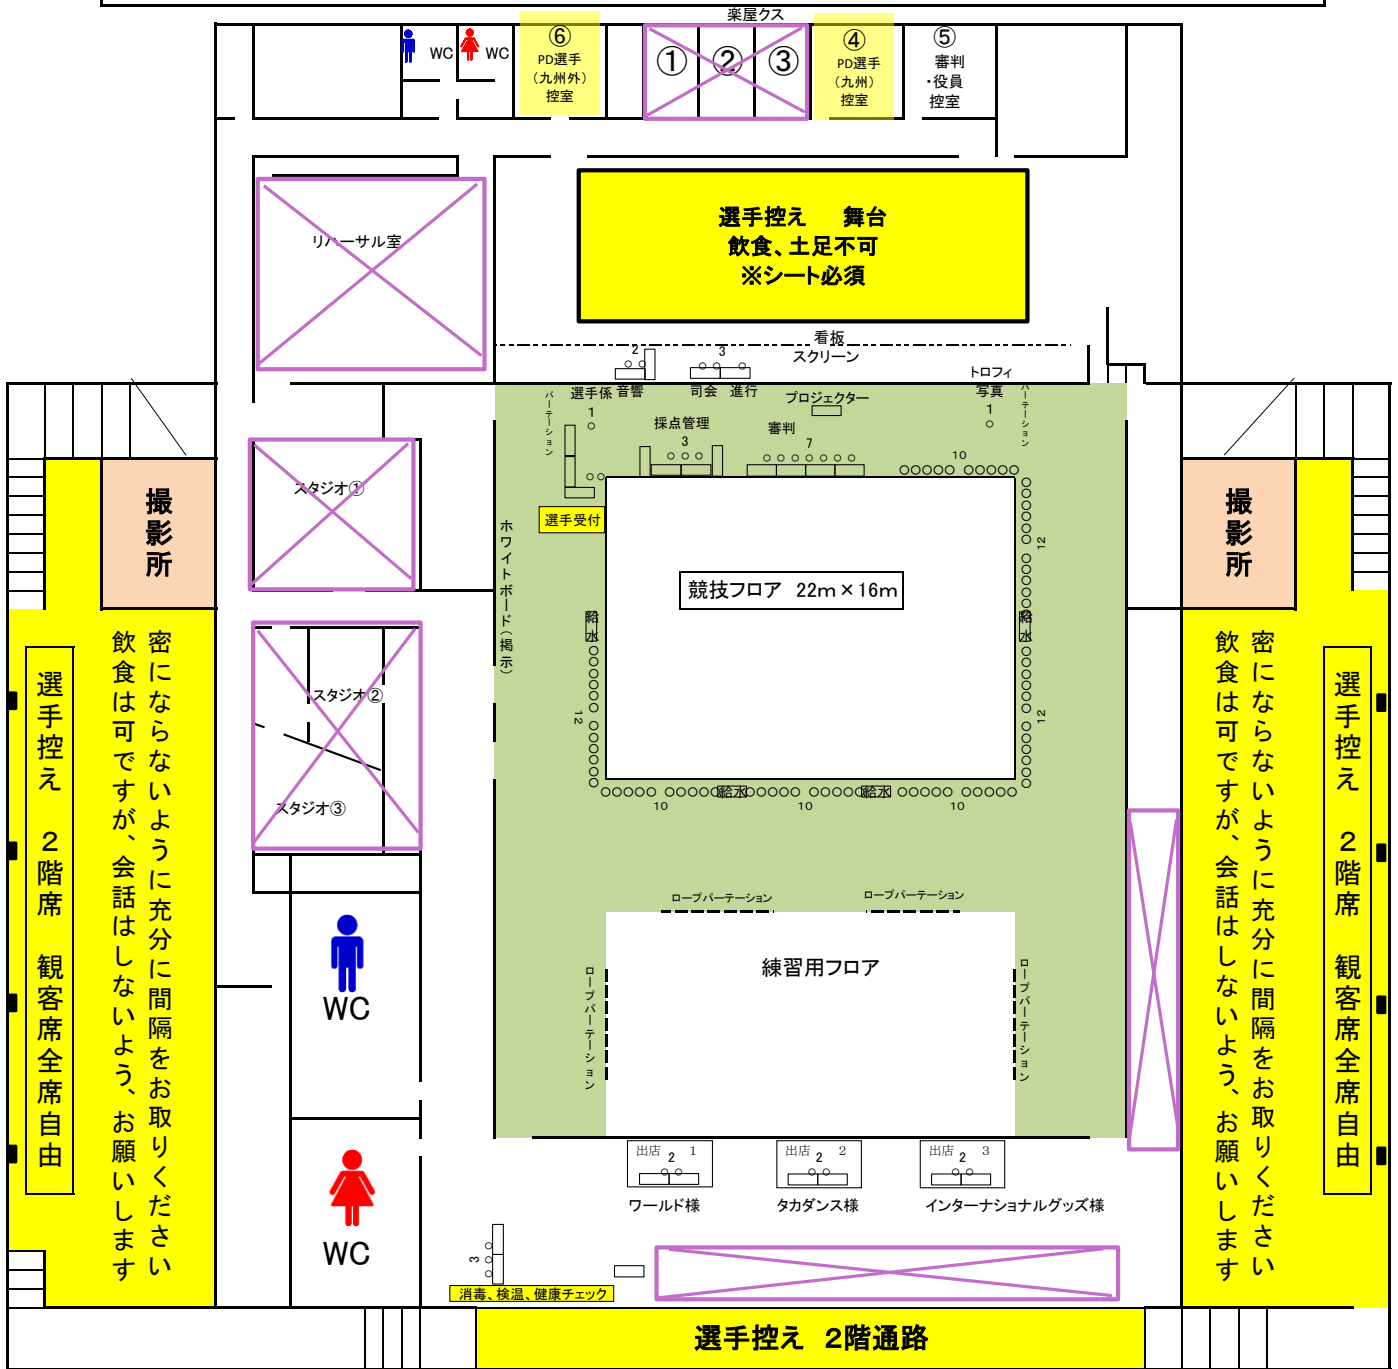 楽屋クス
WC
WC
⑥
PD選手
（九州外）
控室
①
②
③
④
PD選手
（九州）
控室
⑤
審判
・役員
控室
リハーサル室
選手控え　舞台
飲食、土足不可
※シート必須
看板
スクリーン
2
3
選手係
音響
司会
進行
プロジェクター
トロフィ
写真
パーテーション
1
採点管理
3
審判
7
1
パーテーション
10
スタジオ①
選手受付
ホワイトボード（掲示）
競技フロア　22m×16m
12
給水
給水
12
12
スタジオ②
スタジオ③
給水
給水
10
10
10
撮影所
撮影所
選手控え　2階席　観客席全席自由
密にならないように充分に間隔をお取りください
飲食は可ですが、会話はしないよう、お願いします
密にならないように充分に間隔をお取りください
飲食は可ですが、会話はしないよう、お願いします
選手控え　2階席　観客席全席自由
ロープパーテーション
ロープパーテーション
練習用フロア
ロープパーテーション
ロープパーテーション
WC
WC
出店　1
2
ワールド様
出店　2
2
タカダンス様
出店　3
2
インターナショナルグッズ様
3
消毒、検温、健康チェック
選手控え　2階通路